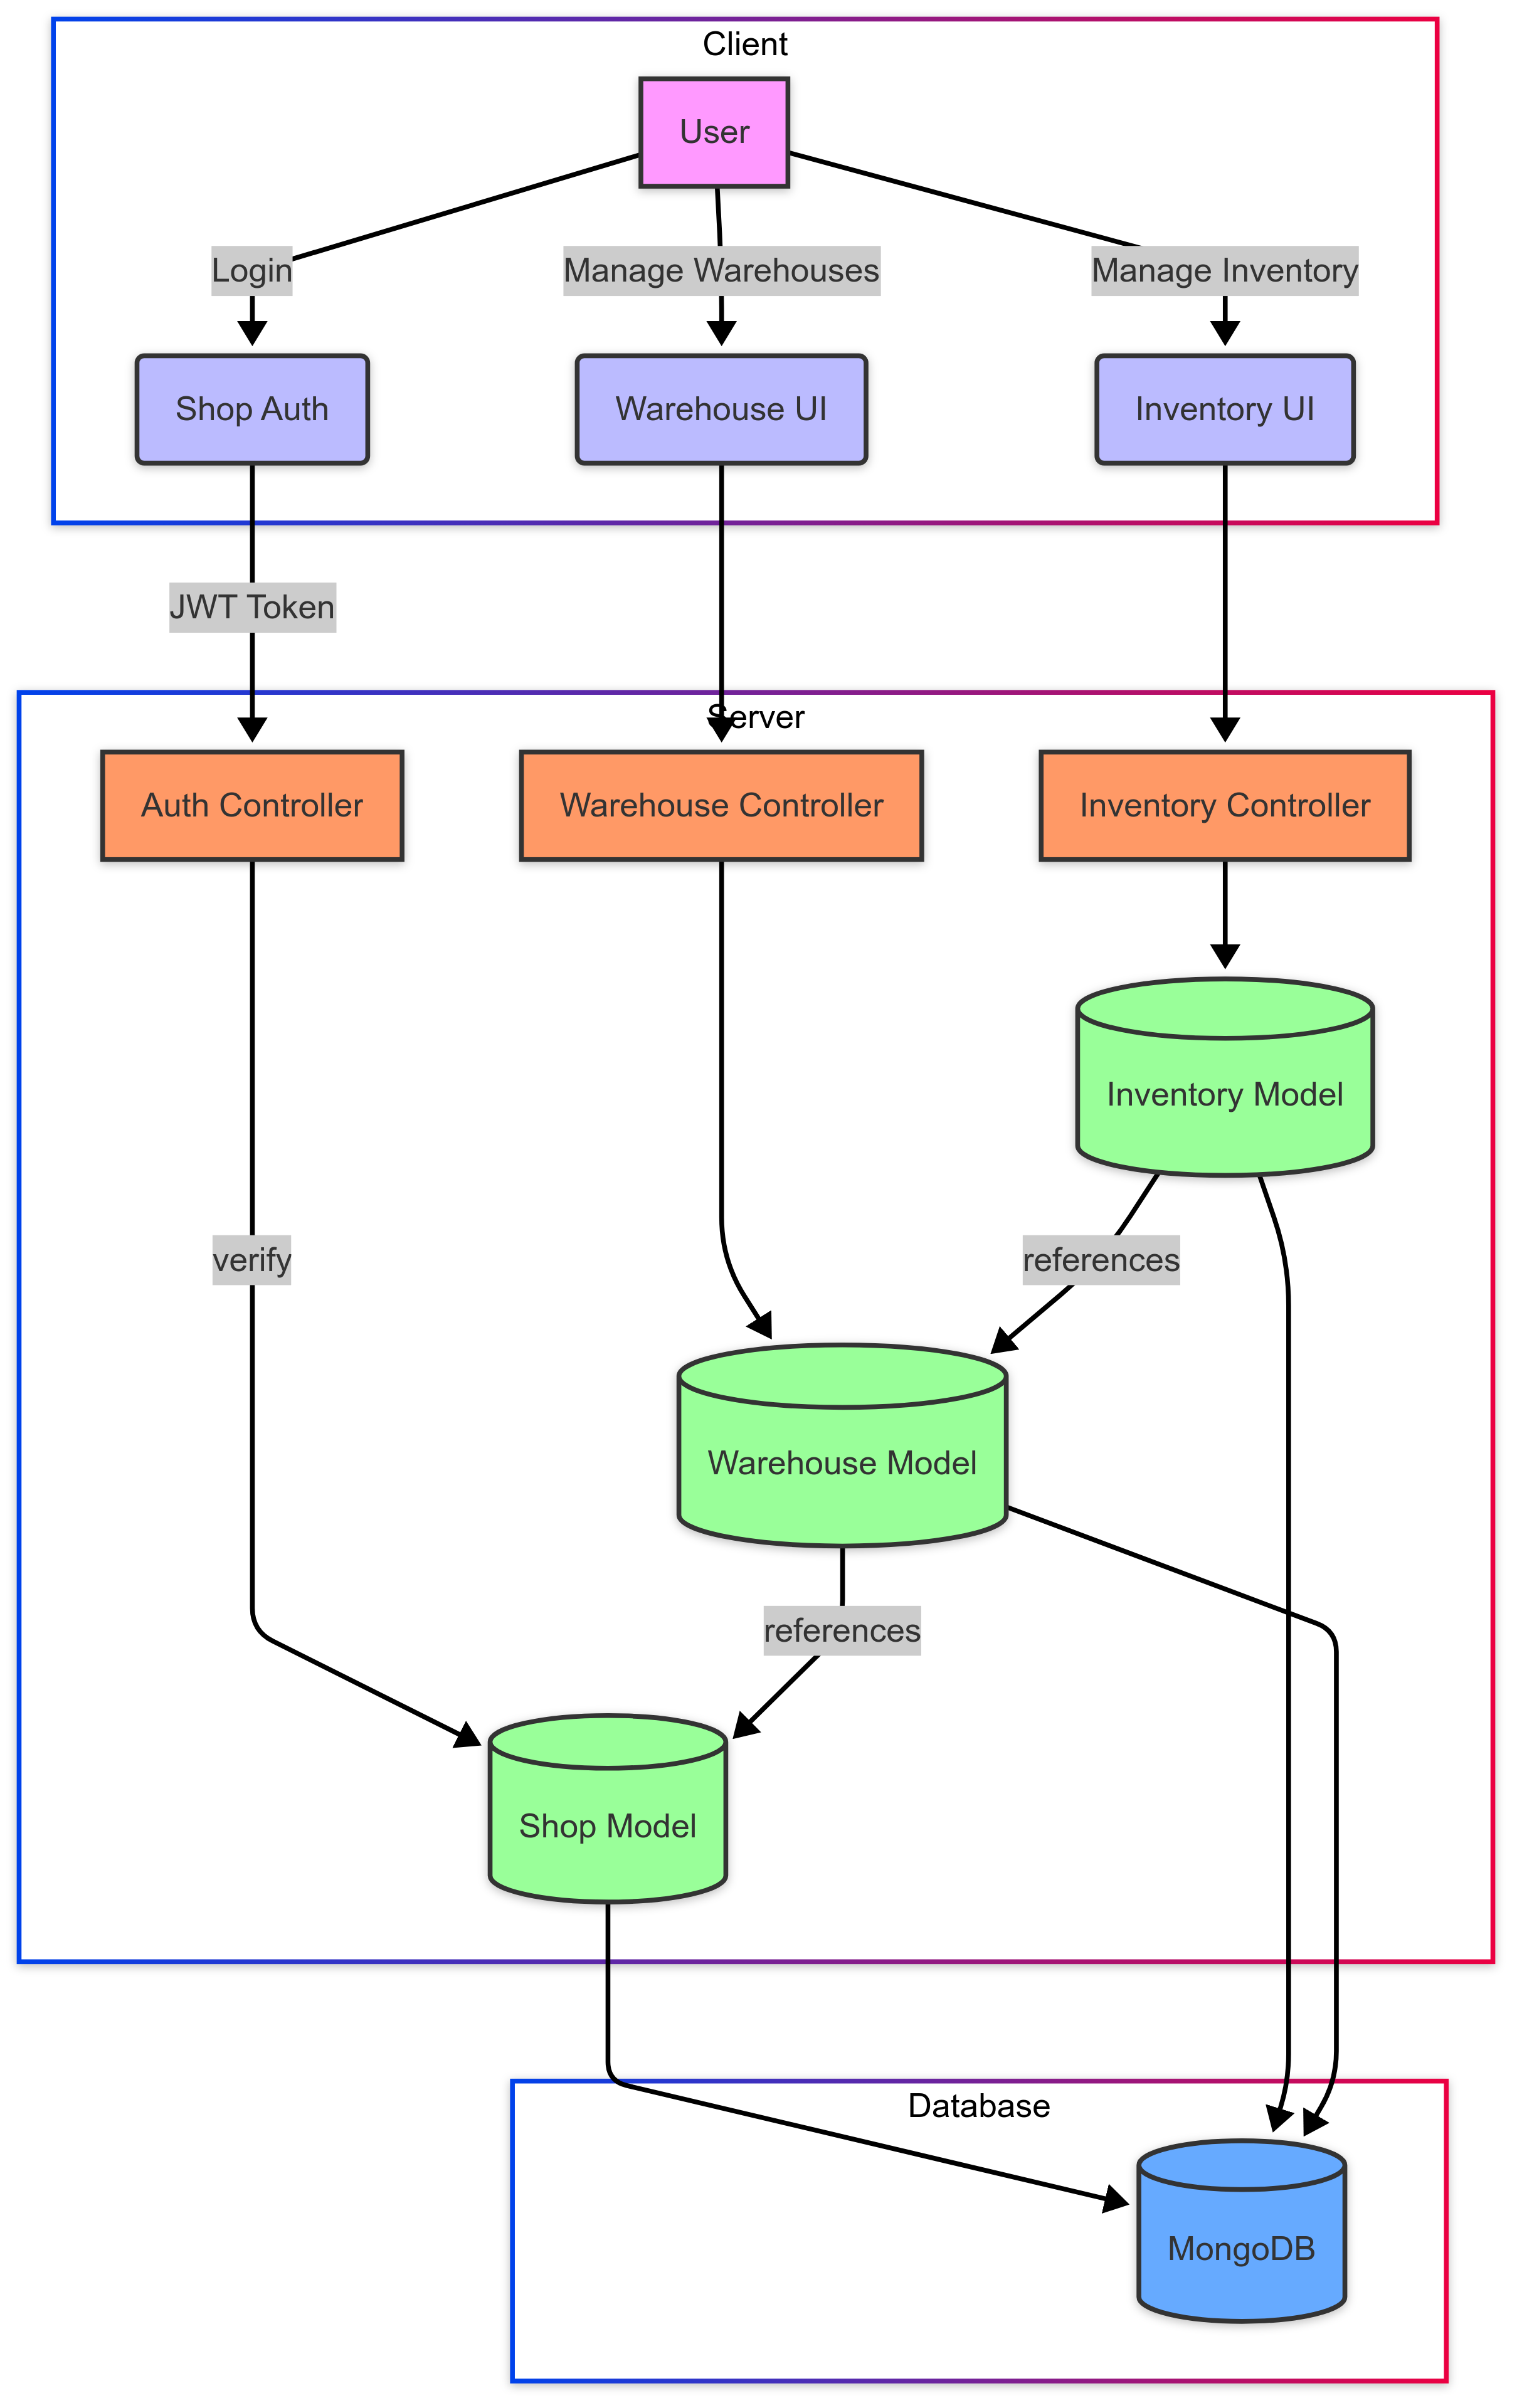 Client
User
Login
Manage Warehouses
Manage Inventory
Shop Auth
Warehouse UI
Inventory UI
JWT Token
Server
Auth Controller
Warehouse Controller
Inventory Controller
Inventory Model
verify
references
Warehouse Model
references
Shop Model
Database
MongoDB